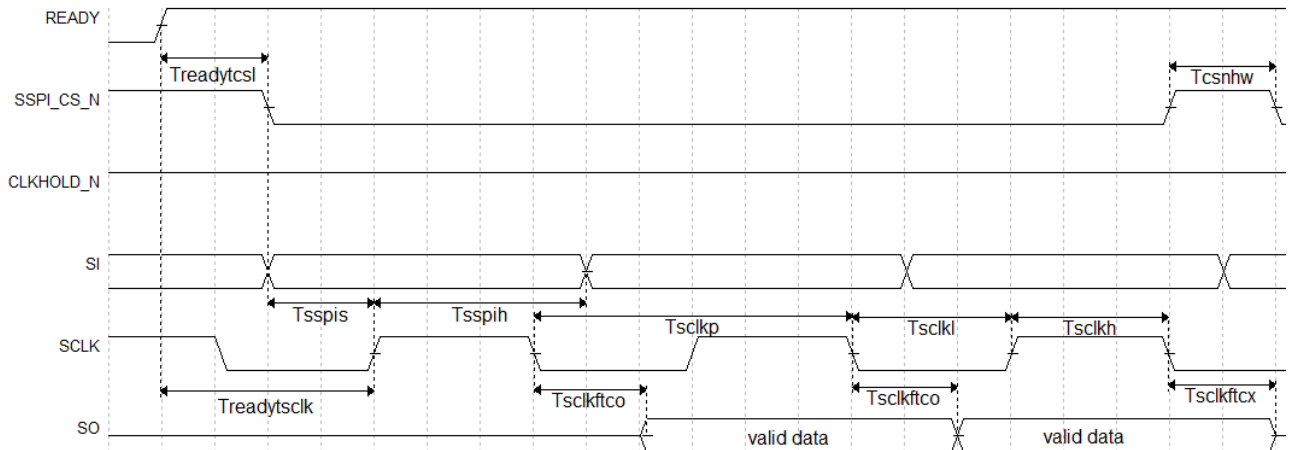 READY
Treadytcsl
Tcsnhw
SSPI_CS_N
CLKHOLD_N
SI
Tsspis
Tsspih
Tsclkp
Tsclkl
Tsclkh
SCLK
Treadytsclk
Tsclkftco
Tsclkftco
Tsclkftcx
SO
valid data
valid data